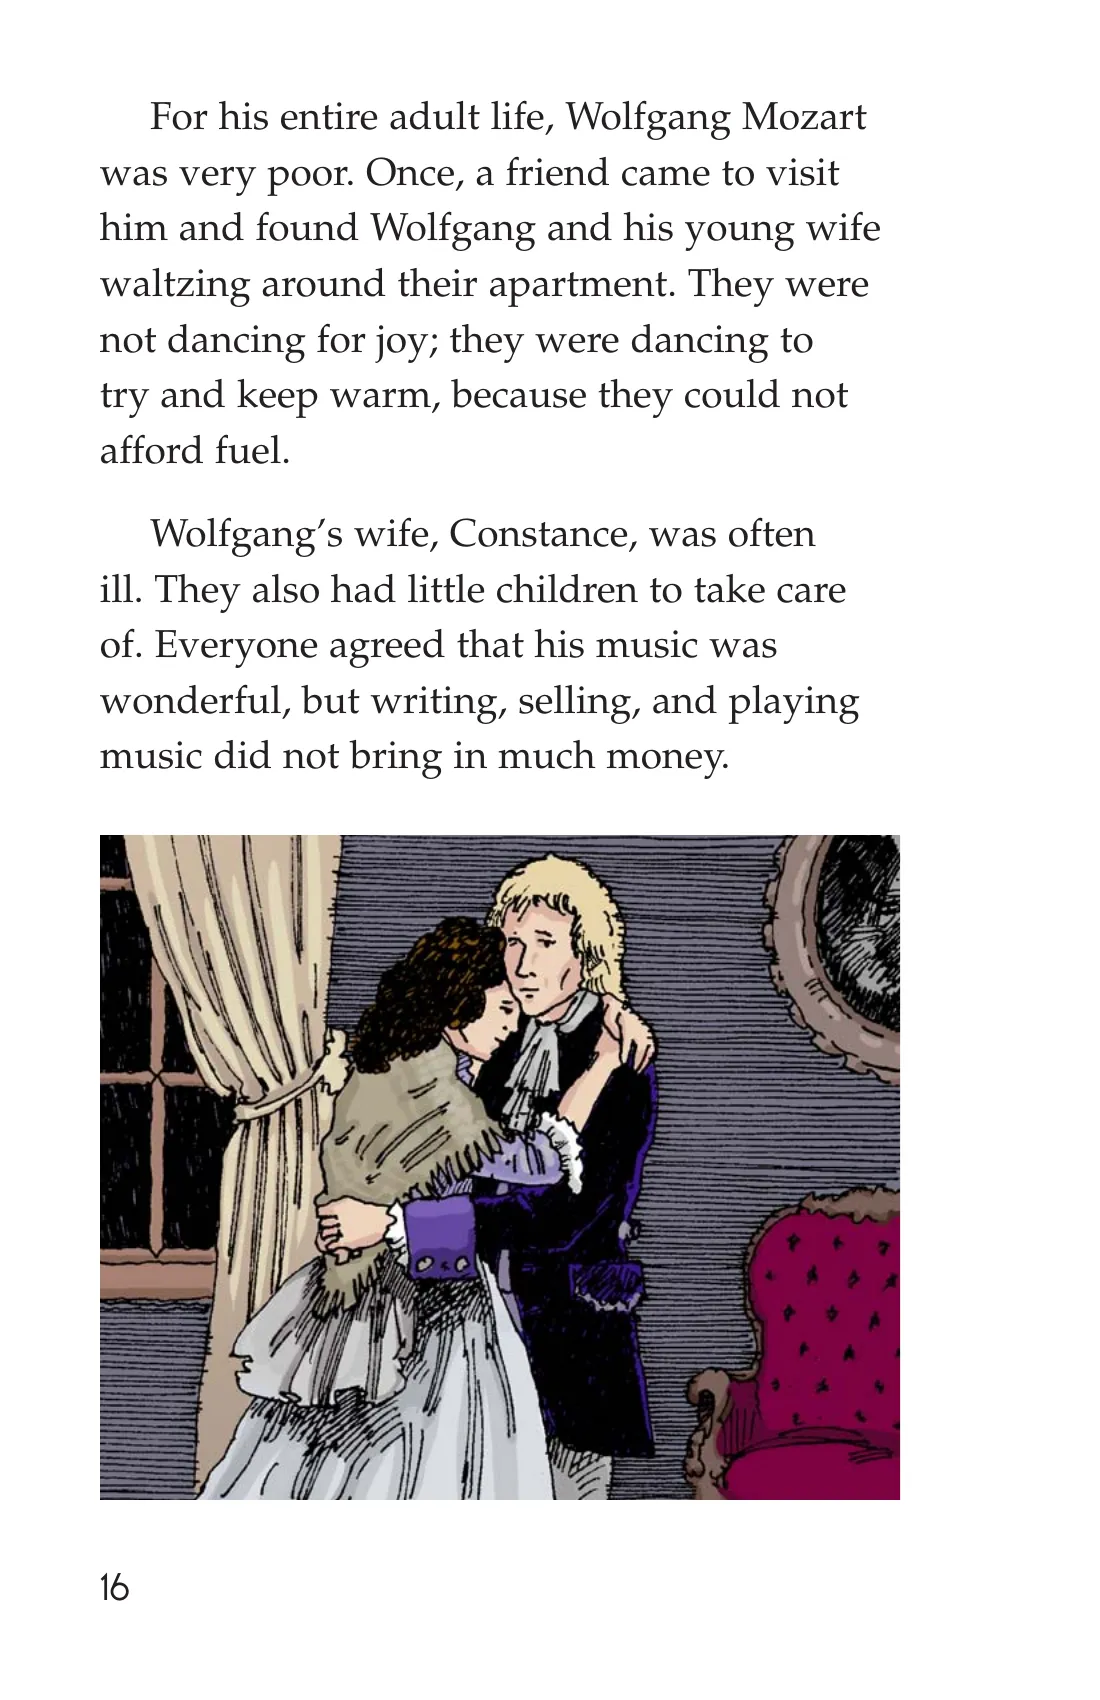 For his entire adult life, Wolfgang Mozart
was very poor. Once, a friend came to visit
him and found Wolfgang and his young wife
waltzing around their apartment. They were
not dancing for joy; they were dancing to
try and keep warm, because they could not
afford fuel.
Wolfgang’s wife, Constance, was often
ill. They also had little children to take care
of. Everyone agreed that his music was
wonderful, but writing, selling, and playing
music did not bring in much money.
16